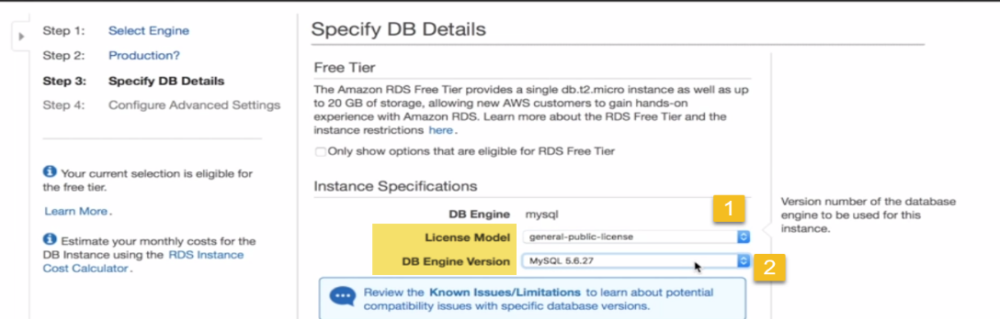 Step 1: Select Engine
Step 2: Production?
Step 3: Specify DB Details
Step 4: Configure Advanced Settings
Your current selection is eligible for
the free tier.
Learn More.
Estimate your monthly costs for the
DB Instance using the RDS Instance
Cost Calculator.
Specify DB Details
Free Tier
The Amazon RDS Free Tier provides a single db.t2.micro instance as well as up
to 20 GB of storage, allowing new AWS customers to gain hands-on
experience with Amazon RDS. Learn more about the RDS Free Tier and the
instance restrictions here.
Only show options that are eligible for RDS Free Tier
Instance Specifications
DB Engine mysql
1
License Model general-public-license
DB Engine Version MySQL 5.6.27
2
Review the Known Issues/Limitations to learn about potential
compatibility issues with specific database versions.
Version number of the database
engine to be used for this
instance.